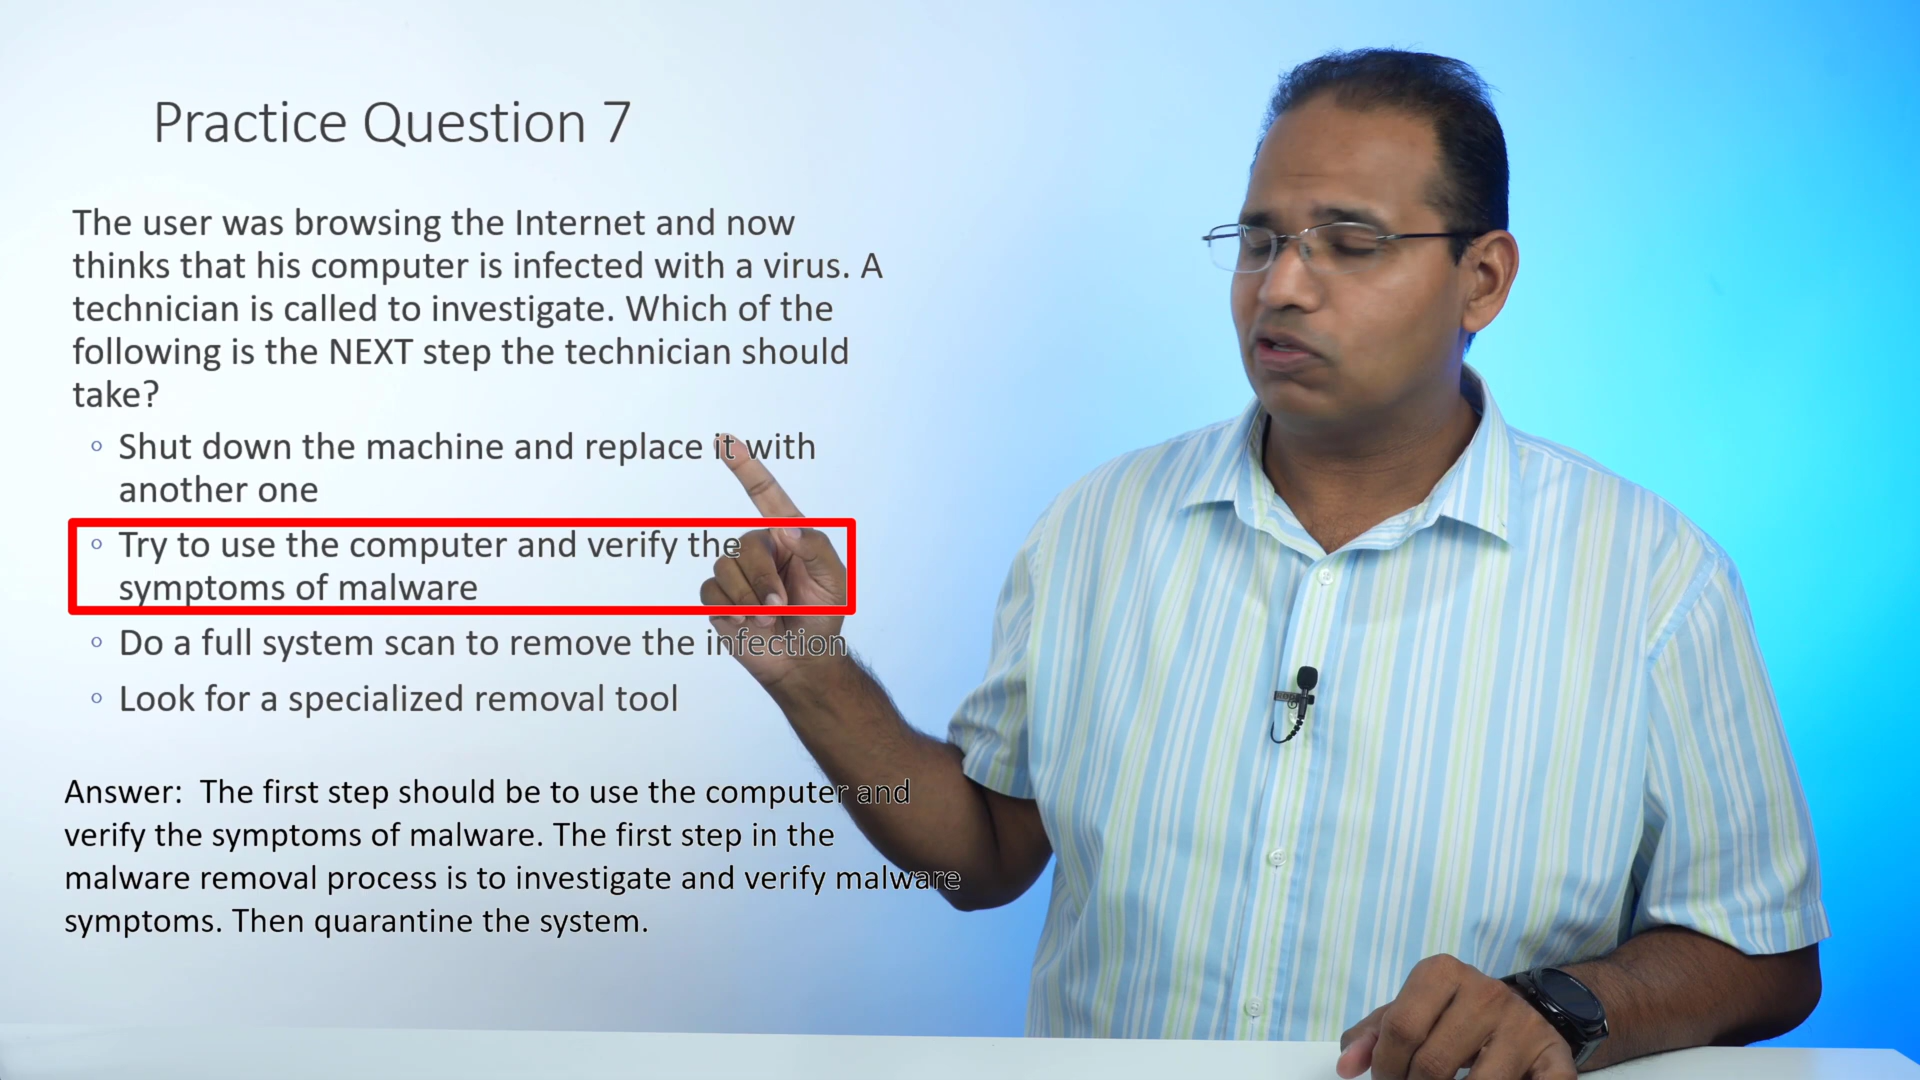 Practice Question 7
The user was browsing the Internet and now
thinks that his computer is infected with a virus. A
technician is called to investigate. Which of the
following is the NEXT step the technician should
take?
Shut down the machine and replace it with
another one
Try to use the computer and verify the
symptoms of malware
Do a full system scan to remove the infection
Look for a specialized removal tool
Answer: The first step should be to use the computer and
verify the symptoms of malware. The first step in the
malware removal process is to investigate and verify malware
symptoms. Then quarantine the system.